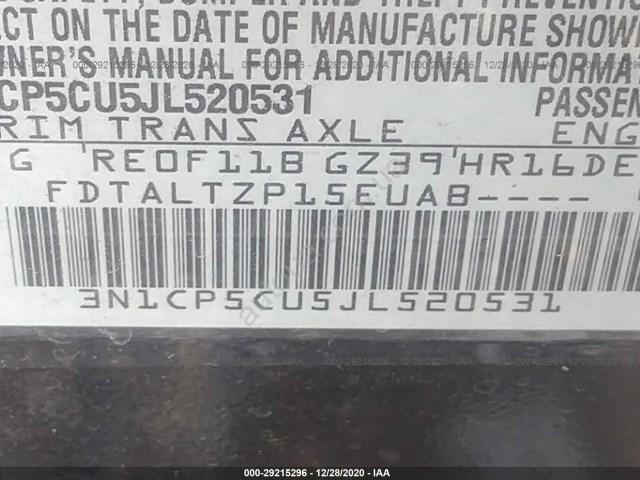 ECT ON THE DATE OF MANUFACTURE SHOWN
NER'S MANUAL FOR ADDITIONAL INFORMAT
CP5CU5JL520531 PASSEN
RIM TRANS AXLE ENG
G RE0F11B GZ39 HR16DE
FDTALTZP15EUAB----
3N1CP5CU5JL520531
000-29215296 • 12/28/2020 • IAA